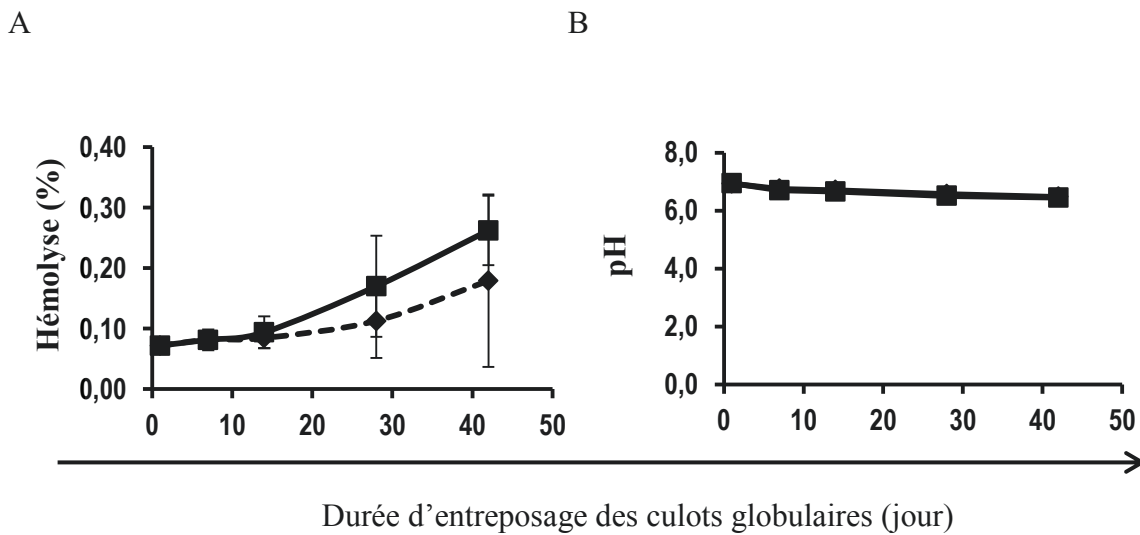 A
B
Hémolyse (%)
0,40
0,30
0,20
0,10
0,00
0 10 20 30 40 50
pH
8,0
6,0
4,0
2,0
0,0
0 10 20 30 40 50
Durée d’entreposage des culots globulaires (jour)